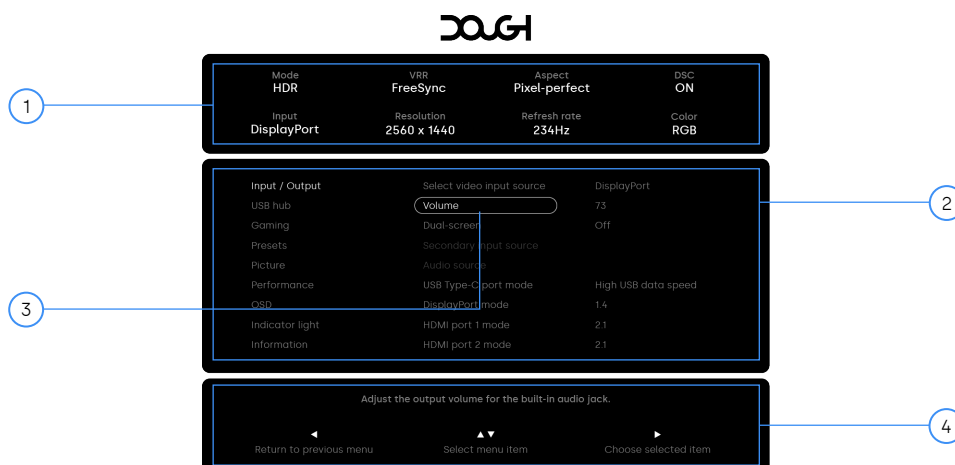 DOUGH
Mode VRR Aspect DSC
HDR FreeSync Pixel-perfect ON
Input Resolution Refresh rate Color
DisplayPort 2560 x 1440 234Hz RGB
1
Input / Output Select video input source DisplayPort
USB hub Volume 73
2
Gaming Dual-screen Off
Presets Secondary input source
Picture Audio source
Performance USB Type-C port mode High USB data speed
OSD DisplayPort mode 1.4
3
Indicator light HDMI port 1 mode 2.1
Information HDMI port 2 mode 2.1
Adjust the output volume for the built-in audio jack.
4
◀ ▲▼ ▶
Return to previous menu Select menu item Choose selected item